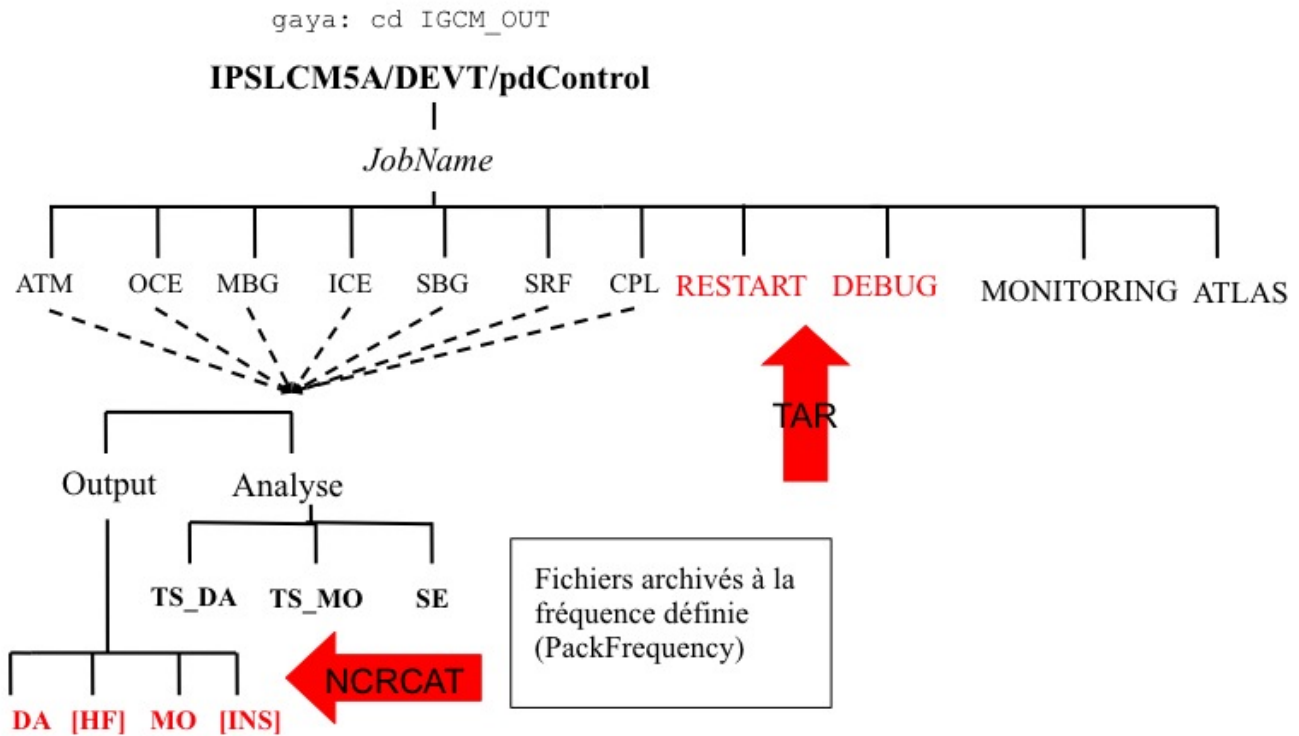 gaya: cd IGCM_OUT
IPSLCM5A/DEVT/pdControl
JobName
ATM OCE MBG ICE SBG SRF CPL RESTART DEBUG MONITORING ATLAS
TAR
Output Analyse
TS_DA TS_MO SE
Fichiers archivés à la
fréquence définie
(PackFrequency)
NCRCAT
DA [HF] MO [INS]